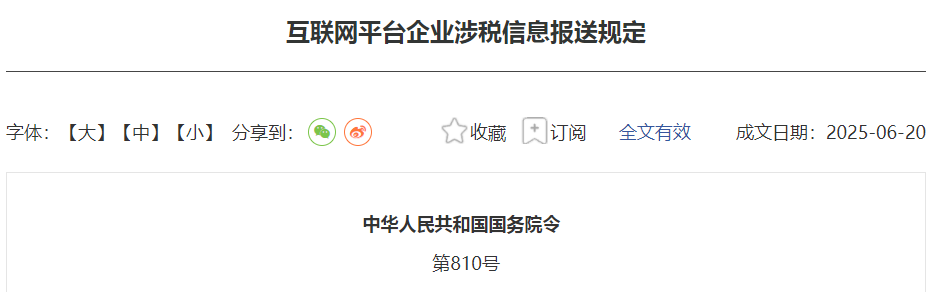 互联网平台企业涉税信息报送规定
字体：【大】【中】【小】 分享到： 收藏 订阅 全文有效 成文日期：2025-06-20
中华人民共和国国务院令
第810号